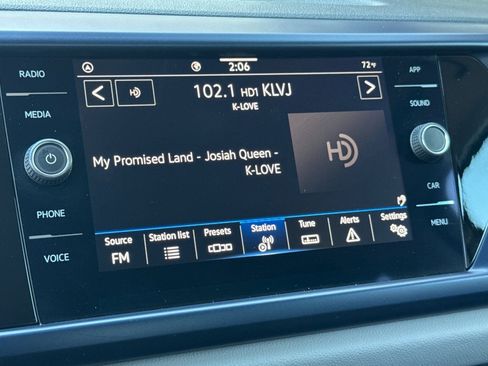 RADIO
MEDIA
PHONE
VOICE
2:06
72°F
102.1 HD1 KLVJ
K-LOVE
My Promised Land - Josiah Queen -
K-LOVE
HD
Source
FM
Station list
Presets
Station
Tune
Alerts
Settings
APP
SOUND
CAR
MENU